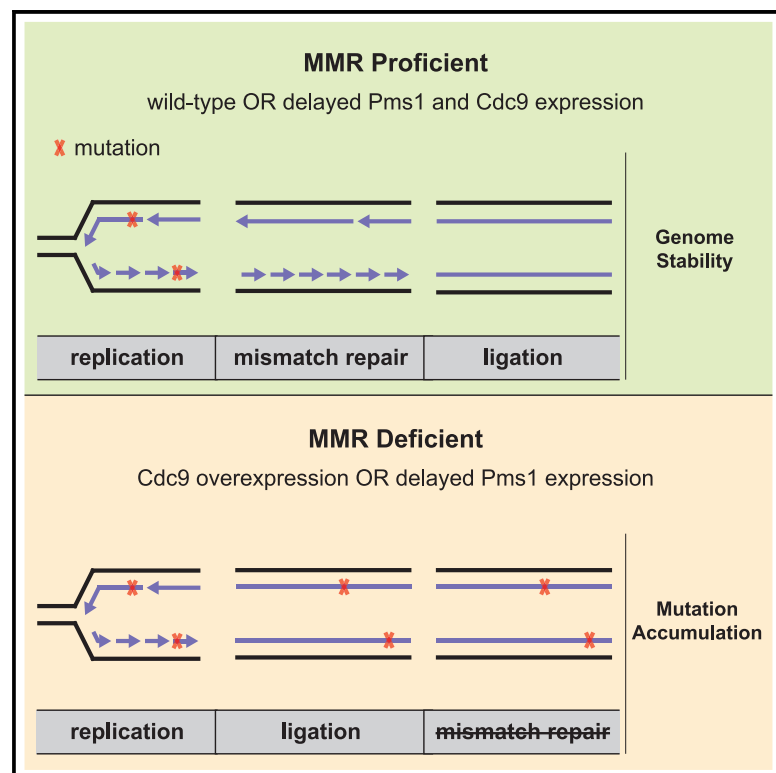 MMR Proficient
wild-type OR delayed Pms1 and Cdc9 expression
mutation
Genome
Stability
replication
mismatch repair
ligation
MMR Deficient
Cdc9 overexpression OR delayed Pms1 expression
Mutation
Accumulation
replication
ligation
mismatch repair